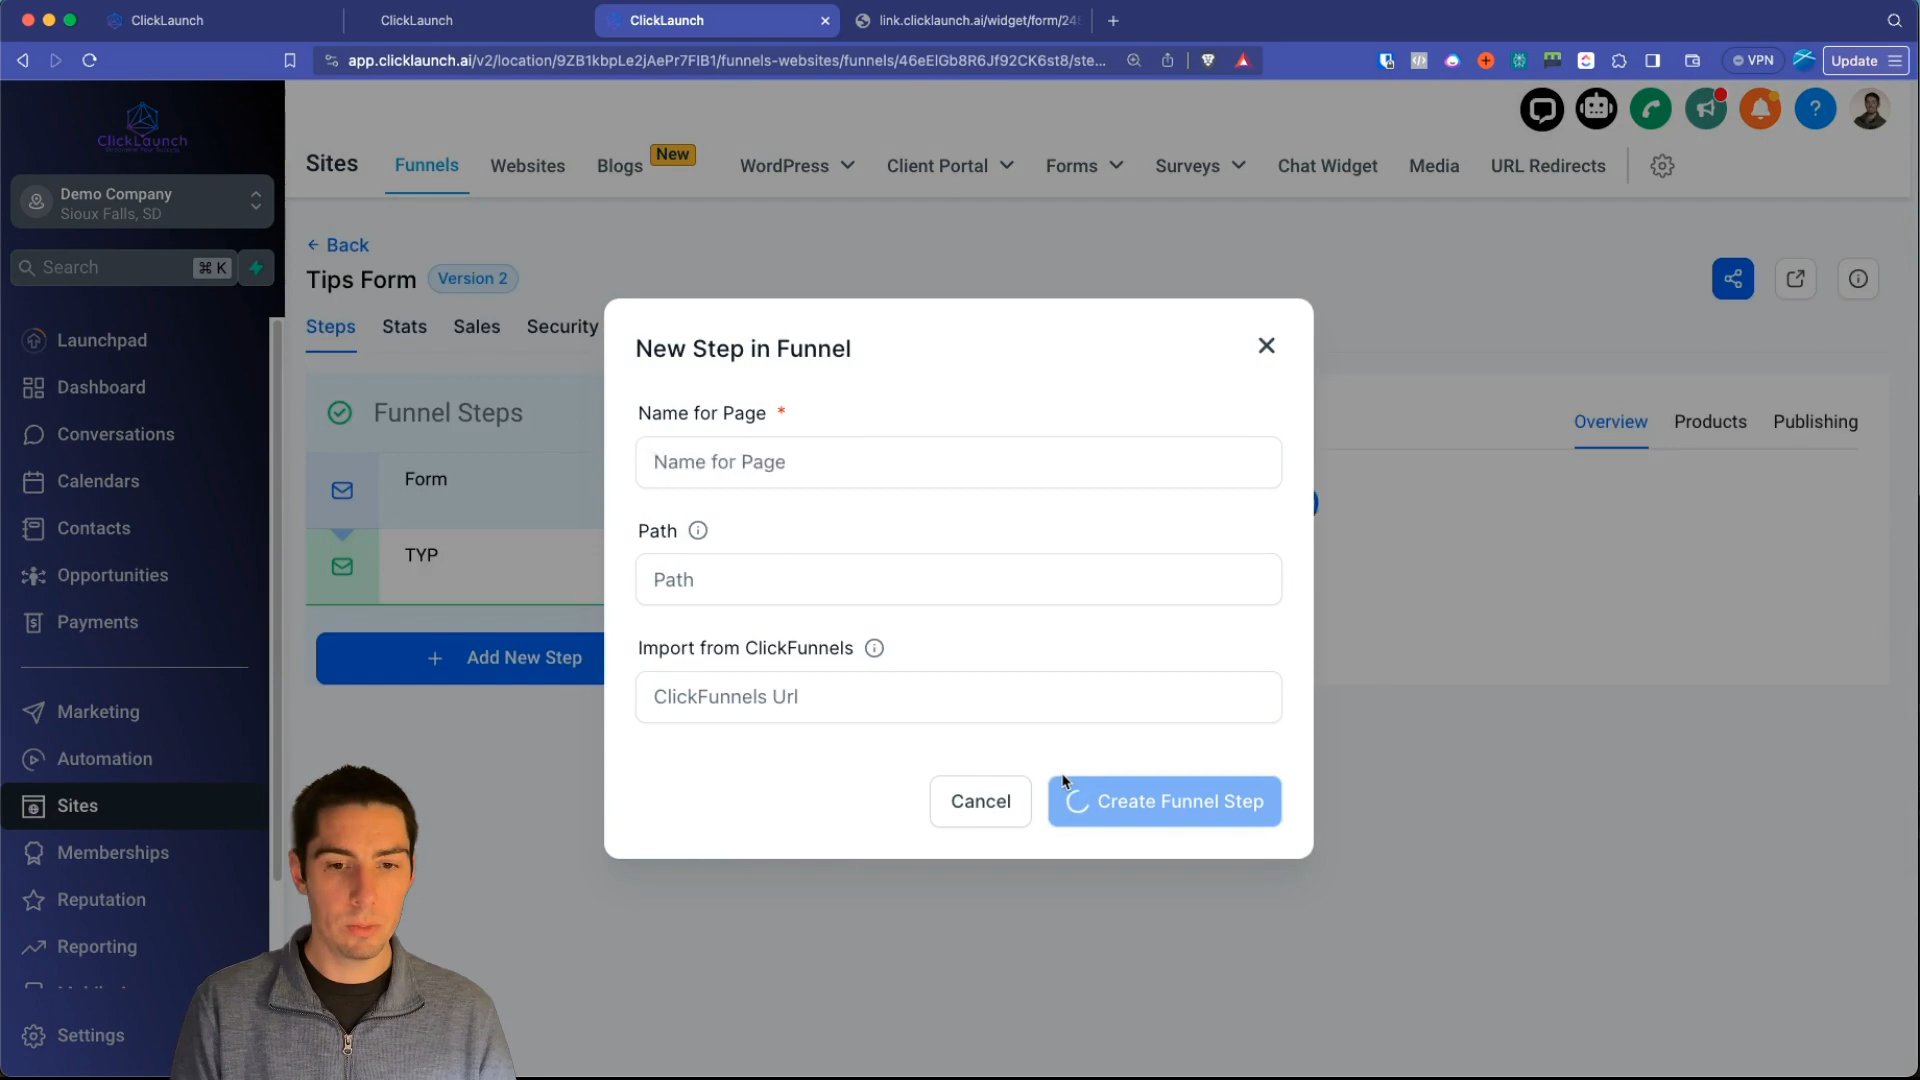 ClickLaunch
ClickLaunch
ClickLaunch
link.clicklaunch.ai/widget/form/24
app.clicklaunch.ai/v2/location/9ZB1kbpLe2jAePr7FIB1/funnels-websites/funnels/46eElGb8R6Jf92CK6st8/ste...
VPN
Update
ClickLaunch
Demo Company
Sioux Falls, SD
Search
⌘ K
Launchpad
Dashboard
Conversations
Calendars
Contacts
Opportunities
Payments
Marketing
Automation
Sites
Memberships
Reputation
Reporting
Settings
Sites
Funnels
Websites
Blogs
New
WordPress
Client Portal
Forms
Surveys
Chat Widget
Media
URL Redirects
← Back
Tips Form
Version 2
Steps
Stats
Sales
Security
Funnel Steps
Form
TYP
+ Add New Step
Overview
Products
Publishing
New Step in Funnel
Name for Page *
Name for Page
Path
Path
Import from ClickFunnels
ClickFunnels Url
Cancel
Create Funnel Step